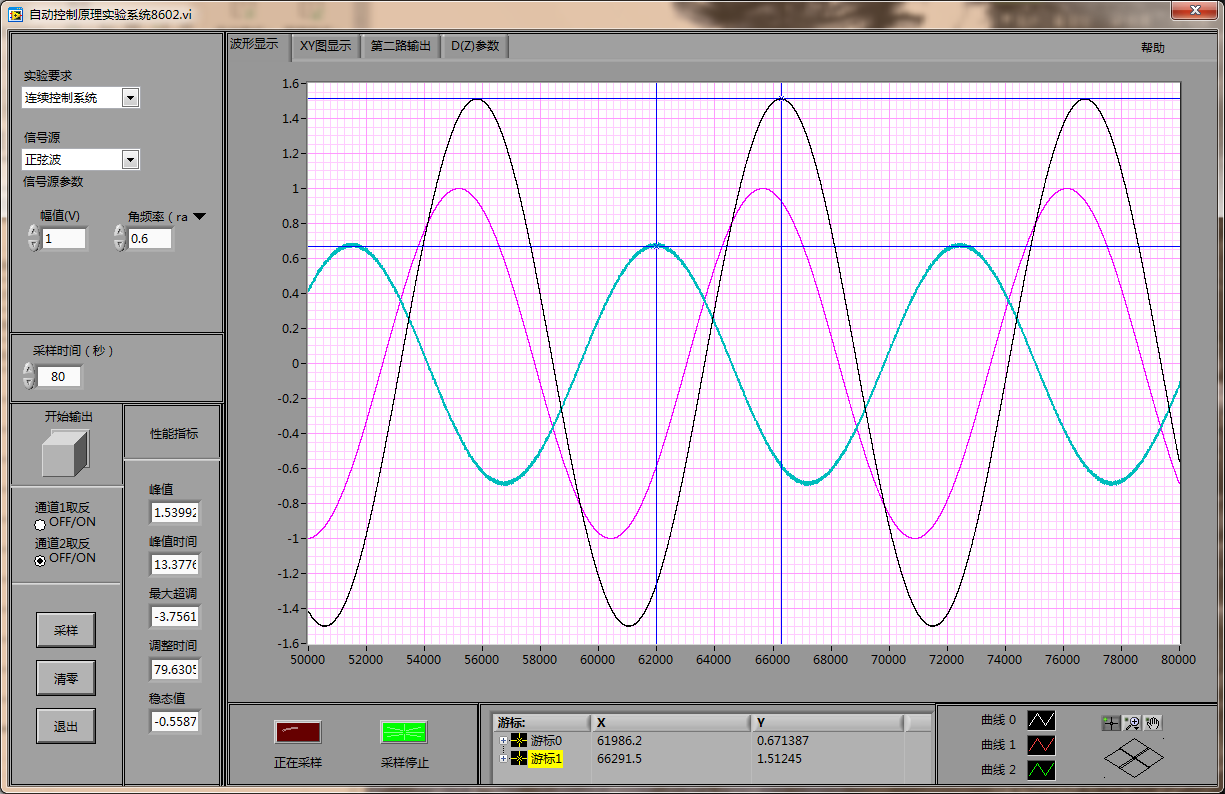 自动控制原理实验系统8602.vi
波形显示
XY图显示
第二路输出
D(Z)参数
帮助
实验要求
连续控制系统
信号源
正弦波
信号源参数
幅值(V)
角频率（ra
1
0.6
采样时间（秒）
80
开始输出
性能指标
通道1取反
OFF/ON
通道2取反
OFF/ON
峰值
1.53992
峰值时间
13.3776
最大超调
-3.7561
调整时间
79.6305
稳态值
-0.5587
采样
清零
退出
1.6
1.4
1.2
1
0.8
0.6
0.4
0.2
0
-0.2
-0.4
-0.6
-0.8
-1
-1.2
-1.4
-1.6
50000
52000
54000
56000
58000
60000
62000
64000
66000
68000
70000
72000
74000
76000
78000
80000
正在采样
采样停止
游标:
X
Y
游标0
61986.2
0.671387
游标1
66291.5
1.51245
曲线 0
曲线 1
曲线 2